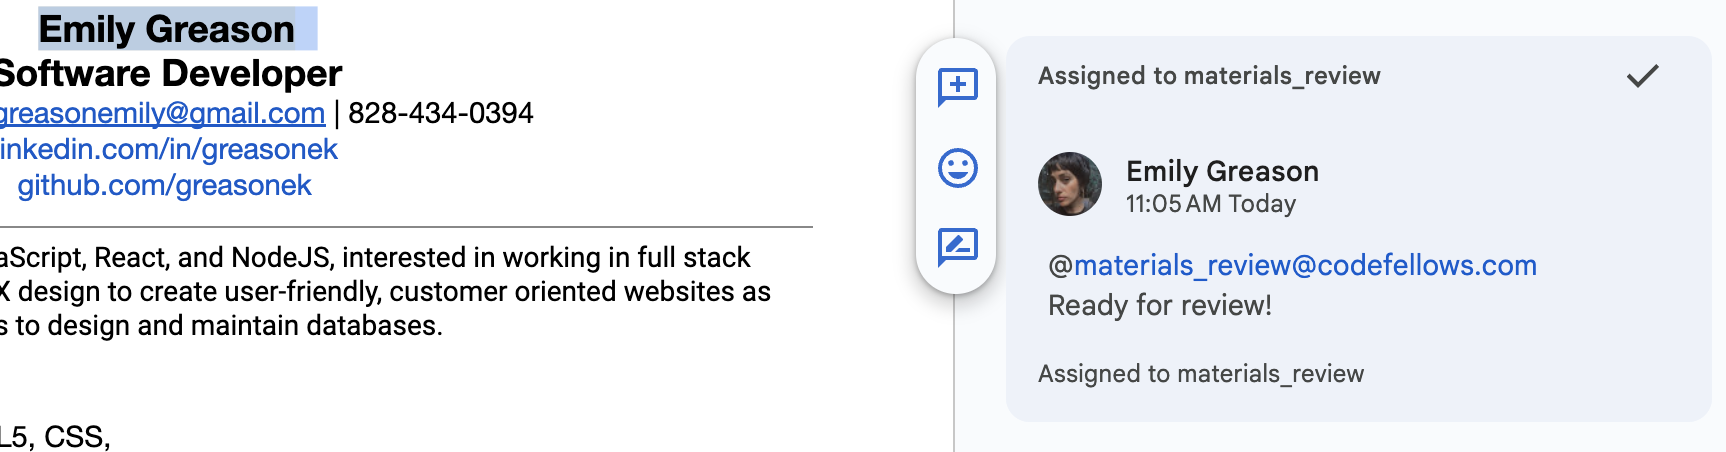 Emily Greason
Software Developer
greasonemily@gmail.com | 828-434-0394
inkedin.com/in/greasonek
github.com/greasonek
aScript, React, and NodeJS, interested in working in full stack
X design to create user-friendly, customer oriented websites as
s to design and maintain databases.
L5, CSS,
Assigned to materials_review
Emily Greason
11:05 AM Today
@materials_review@codefellows.com
Ready for review!
Assigned to materials_review